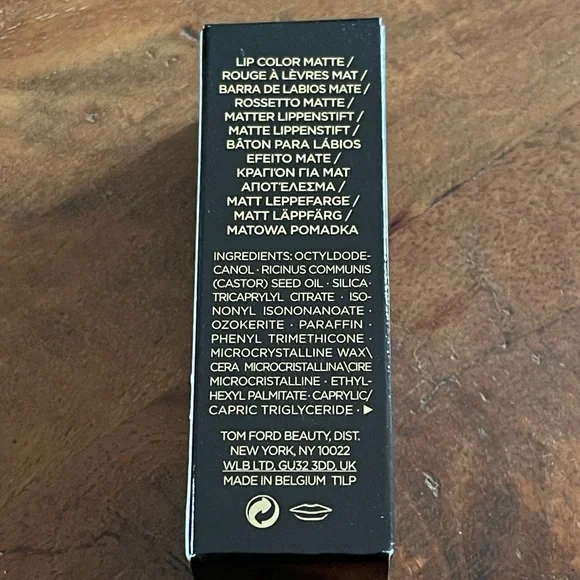 LIP COLOR MATTE /
ROUGE À LÈVRES MAT /
BARRA DE LABIOS MATE /
ROSSETTO MATTE /
MATTER LIPPENSTIFT /
MATTE LIPPENSTIFT /
BÂTON PARA LÁBIOS
EFEITO MATE /
ΚΡΑΓΙΟΝ ΓΙΑ ΜΑΤ
ΑΠΟΤΈΛΕΣΜΑ /
MATT LEPPEFARGE /
MATT LÄPPFÄRG /
MATOWA POMADKA
INGREDIENTS: OCTYLDODE-
CANOL · RICINUS COMMUNIS
(CASTOR) SEED OIL · SILICA ·
TRICAPRYLYL CITRATE · ISO-
NONYL ISONONANOATE ·
OZOKERITE · PARAFFIN ·
PHENYL TRIMETHICONE ·
MICROCRYSTALLINE WAX\
CERA MICROCRISTALLINA\CIRE
MICROCRISTALLINE · ETHYL-
HEXYL PALMITATE · CAPRYLIC/
CAPRIC TRIGLYCERIDE · ▶
TOM FORD BEAUTY, DIST.
NEW YORK, NY 10022
WLB LTD, GU32 3DD, UK
MADE IN BELGIUM T1LP